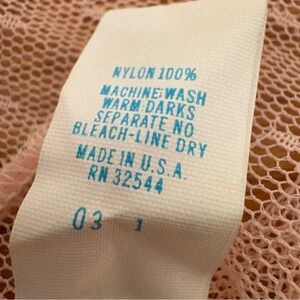 NYLON 100%
MACHINE WASH
WARM DARKS
SEPARATE NO
BLEACH-LINE DRY
MADE IN U.S.A.
RN 32544
03 1